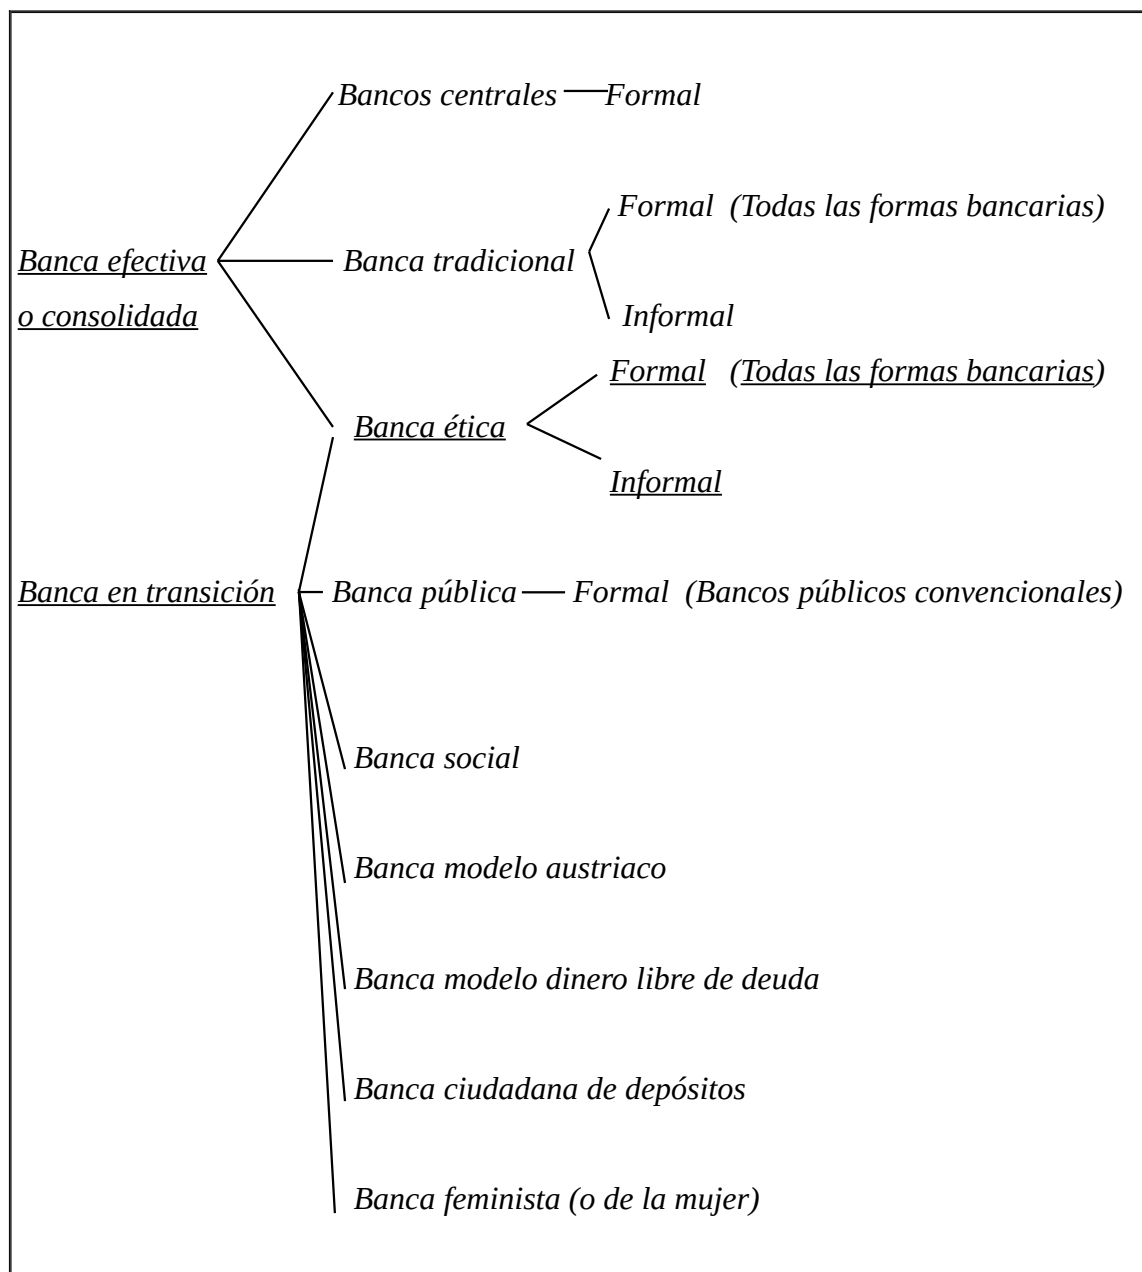 Bancos centrales Formal
Formal (Todas las formas bancarias)
Banca efectiva Banca tradicional
o consolidada Informal
Formal (Todas las formas bancarias)
Banca ética
Informal
Banca en transición Banca pública Formal (Bancos públicos convencionales)
Banca social
Banca modelo austriaco
Banca modelo dinero libre de deuda
Banca ciudadana de depósitos
Banca feminista (o de la mujer)